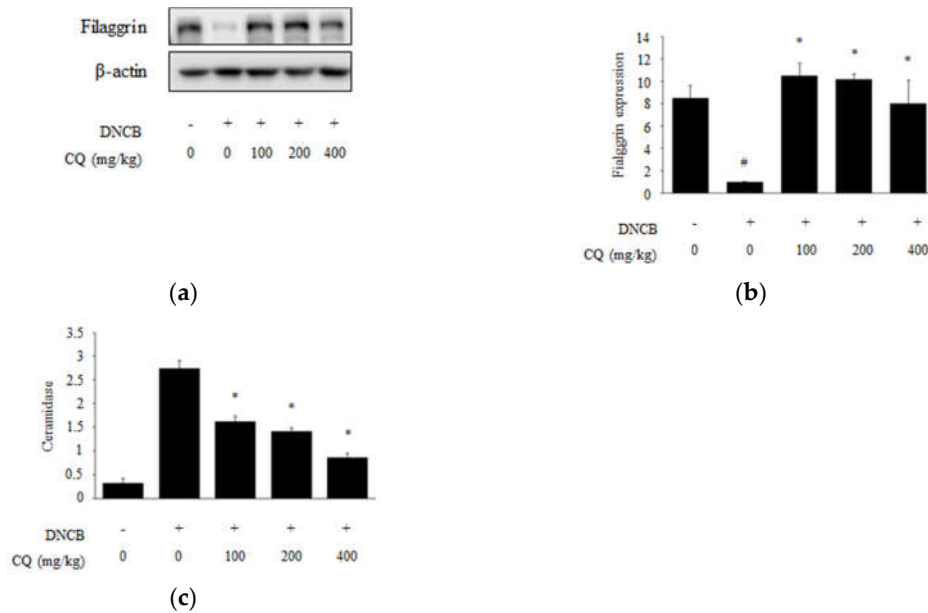 Filaggrin
β-actin
DNCB - + + + +
CQ (mg/kg) 0 0 100 200 400
(a)
14
12
10
8
6
4
2
0
Fialggrin expression
#
* * *
DNCB - + + + +
CQ (mg/kg) 0 0 100 200 400
(b)
3.5
3
2.5
2
1.5
1
0.5
0
Ceramidase
* * *
DNCB - + + + +
CQ (mg/kg) 0 0 100 200 400
(c)